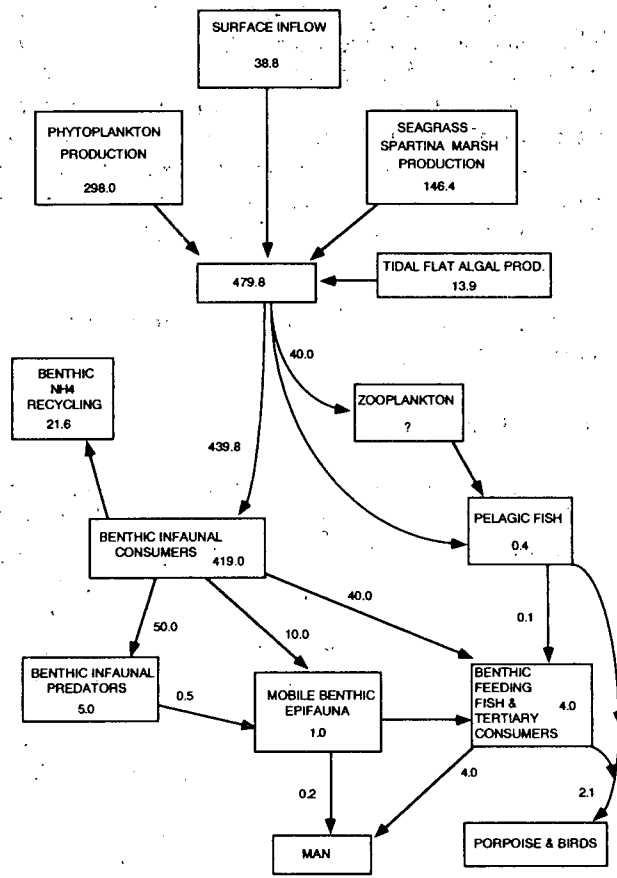 SURFACE INFLOW
38.8
PHYTOPLANKTON
PRODUCTION
298.0
SEAGRASS -
SPARTINA MARSH
PRODUCTION
146.4
479.8
TIDAL FLAT ALGAL PROD.
13.9
40.0
BENTHIC
NH4
RECYCLING
21.6
ZOOPLANKTON
?
439.8
PELAGIC FISH
0.4
BENTHIC INFAUNAL
CONSUMERS
419.0
40.0
0.1
50.0
10.0
BENTHIC INFAUNAL
PREDATORS
5.0
0.5
MOBILE BENTHIC
EPIFAUNA
1.0
BENTHIC
FEEDING
FISH & 4.0
TERTIARY
CONSUMERS
0.2
4.0
2.1
MAN
PORPOISE & BIRDS